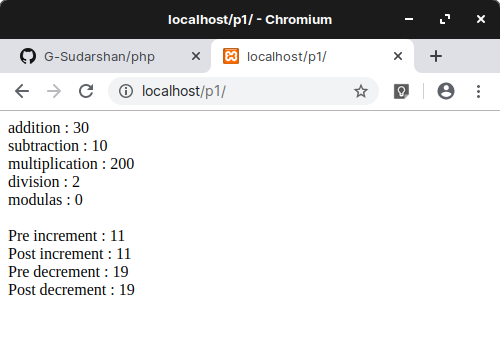 localhost/p1/ - Chromium
G-Sudarshan/php
localhost/p1/
localhost/p1/
addition : 30
subtraction : 10
multiplication : 200
division : 2
modulas : 0
Pre increment : 11
Post increment : 11
Pre decrement : 19
Post decrement : 19